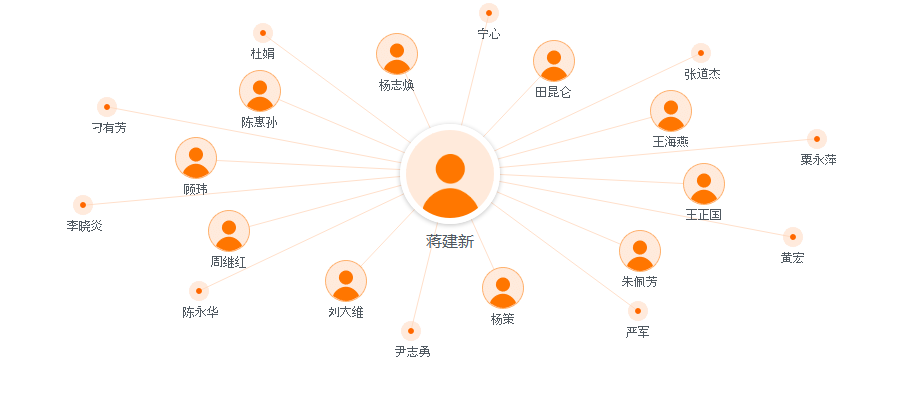 宁心
杜娟
张道杰
杨志焕
田昆仑
陈惠孙
刁有芳
王海燕
粟永萍
顾玮
王正国
李晓炎
蒋建新
黄宏
周继红
朱佩芳
陈永华
刘大维
杨策
严军
尹志勇